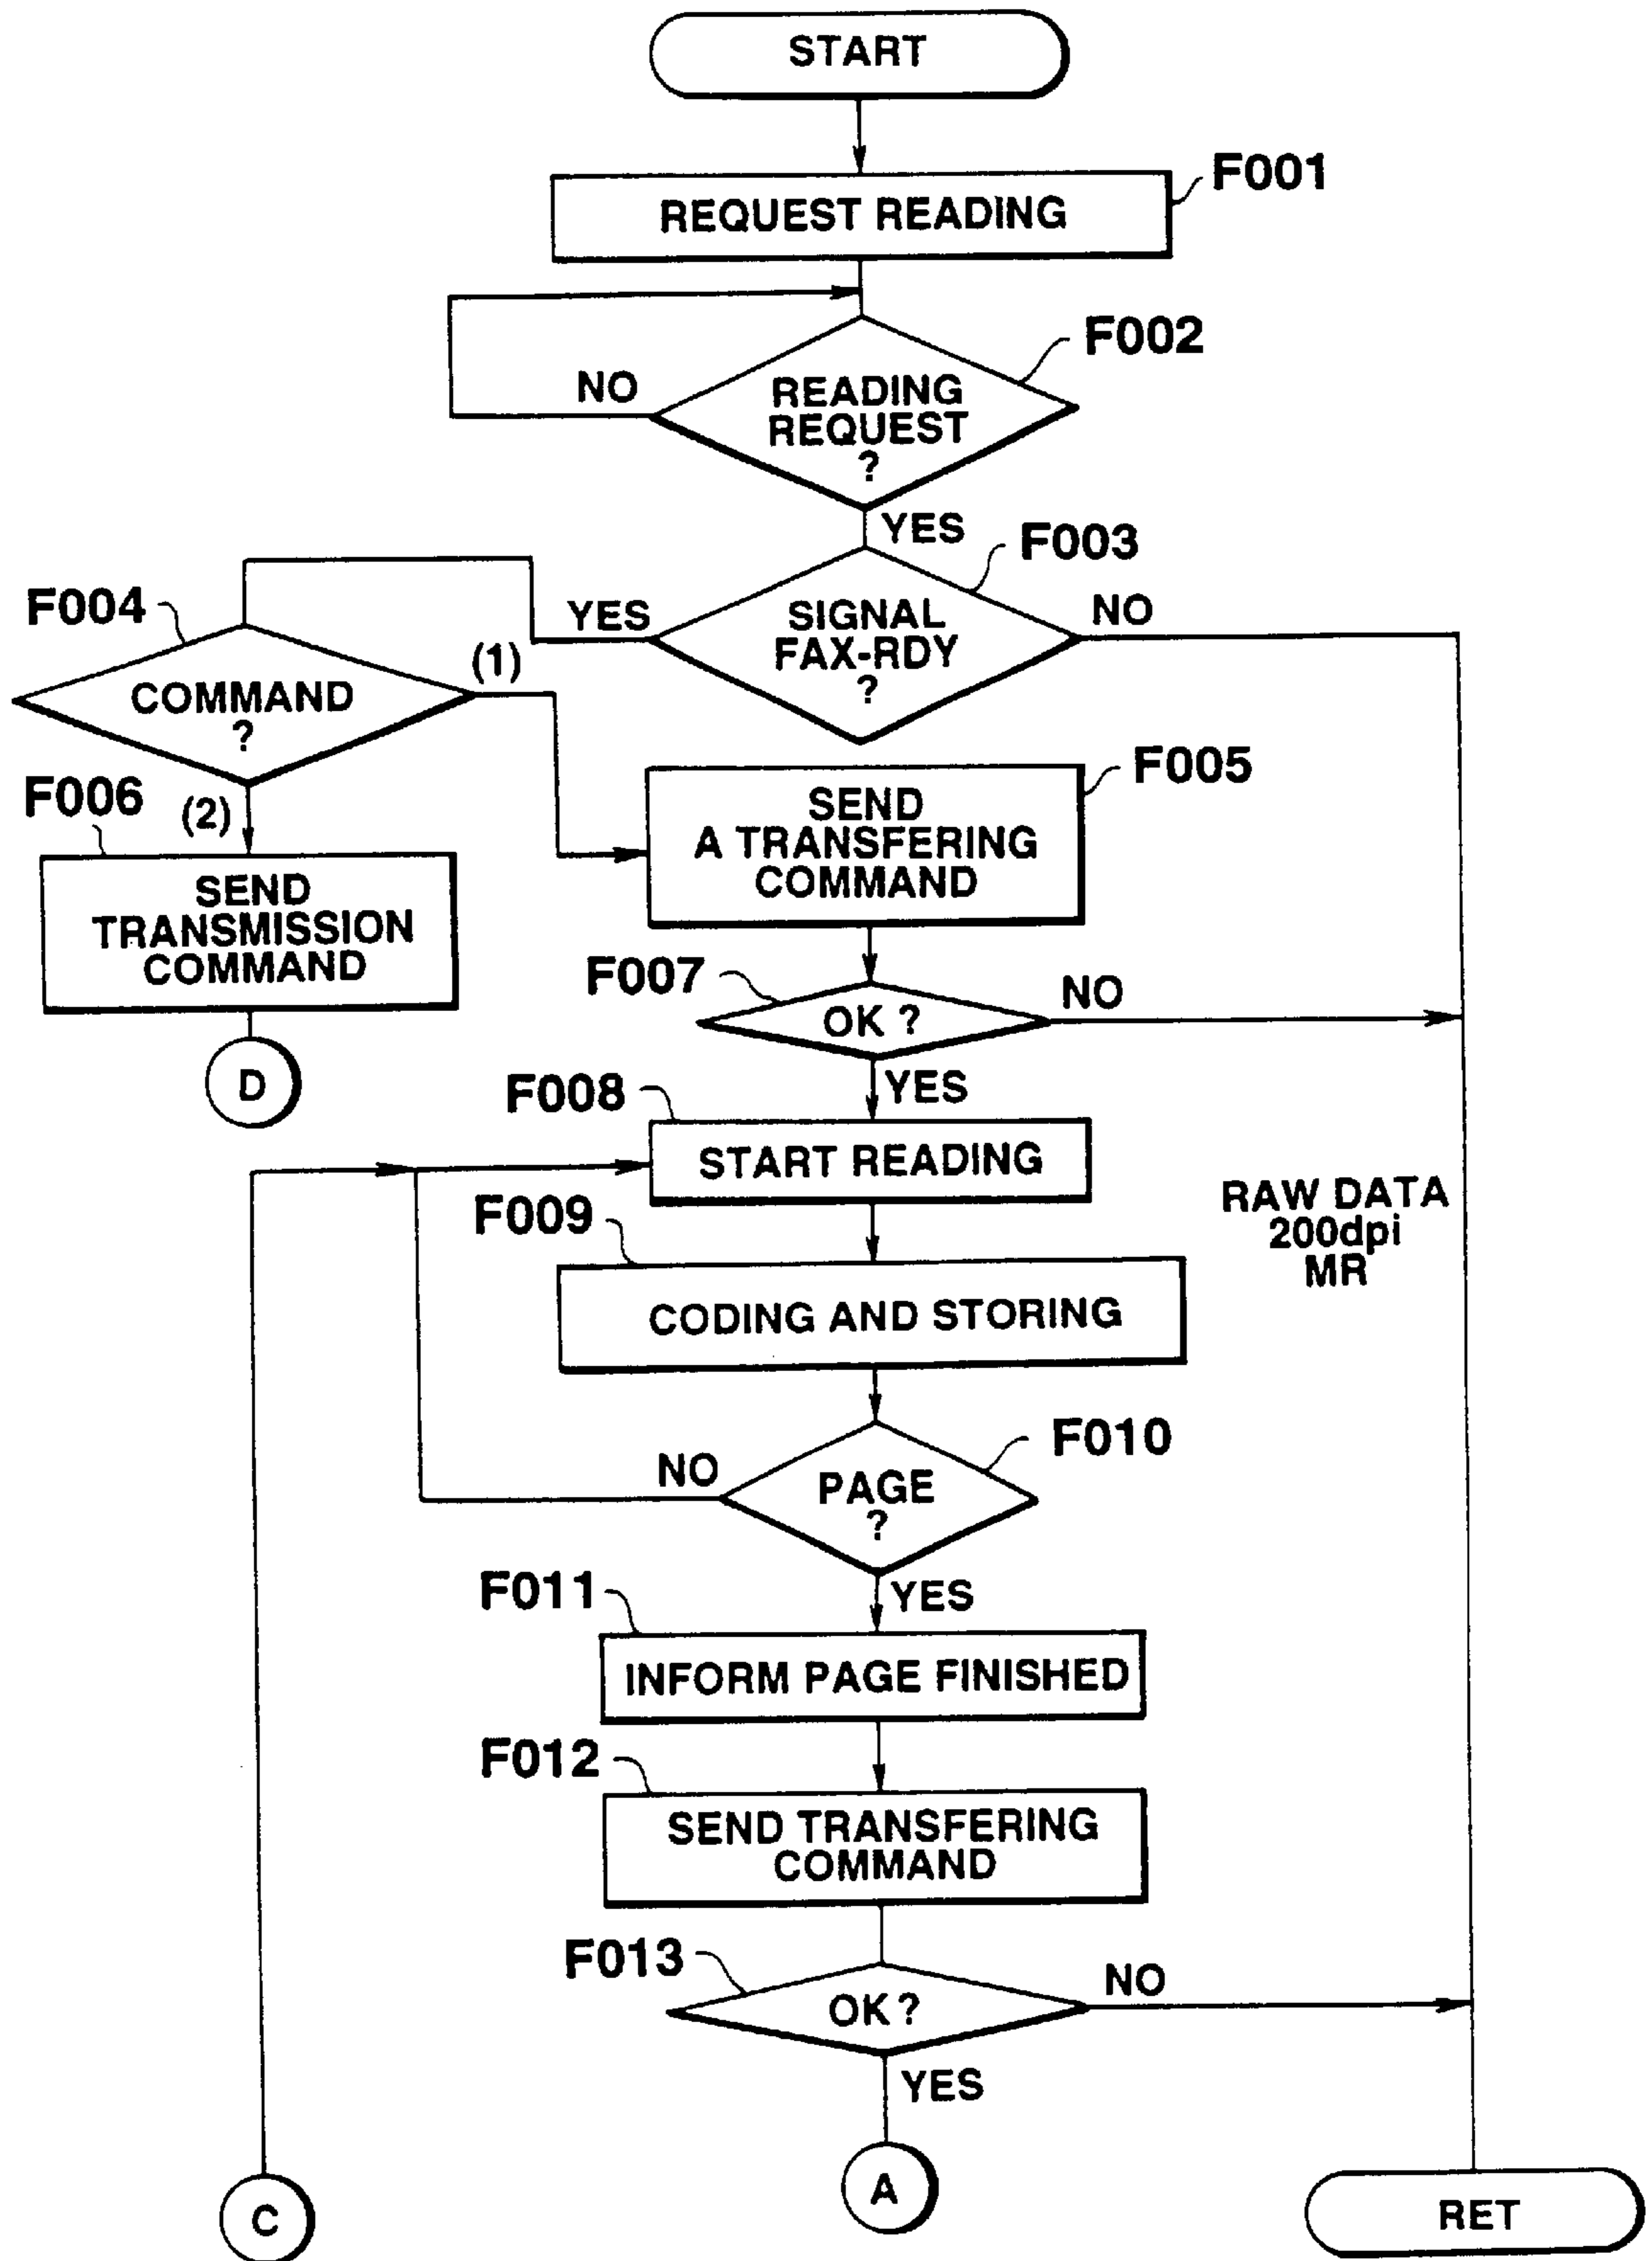 START
F001
REQUEST READING
F002
NO
READING
REQUEST
?
YES
F003
F004
YES
SIGNAL
FAX-RDY
?
NO
(1)
COMMAND
?
F005
F006
(2)
SEND
A TRANSFERING
COMMAND
SEND
TRANSMISSION
COMMAND
F007
OK ?
NO
D
YES
F008
START READING
RAW DATA
200dpi
MR
F009
CODING AND STORING
F010
NO
PAGE
?
F011
YES
INFORM PAGE FINISHED
F012
SEND TRANSFERING
COMMAND
F013
OK ?
NO
YES
A
C
RET